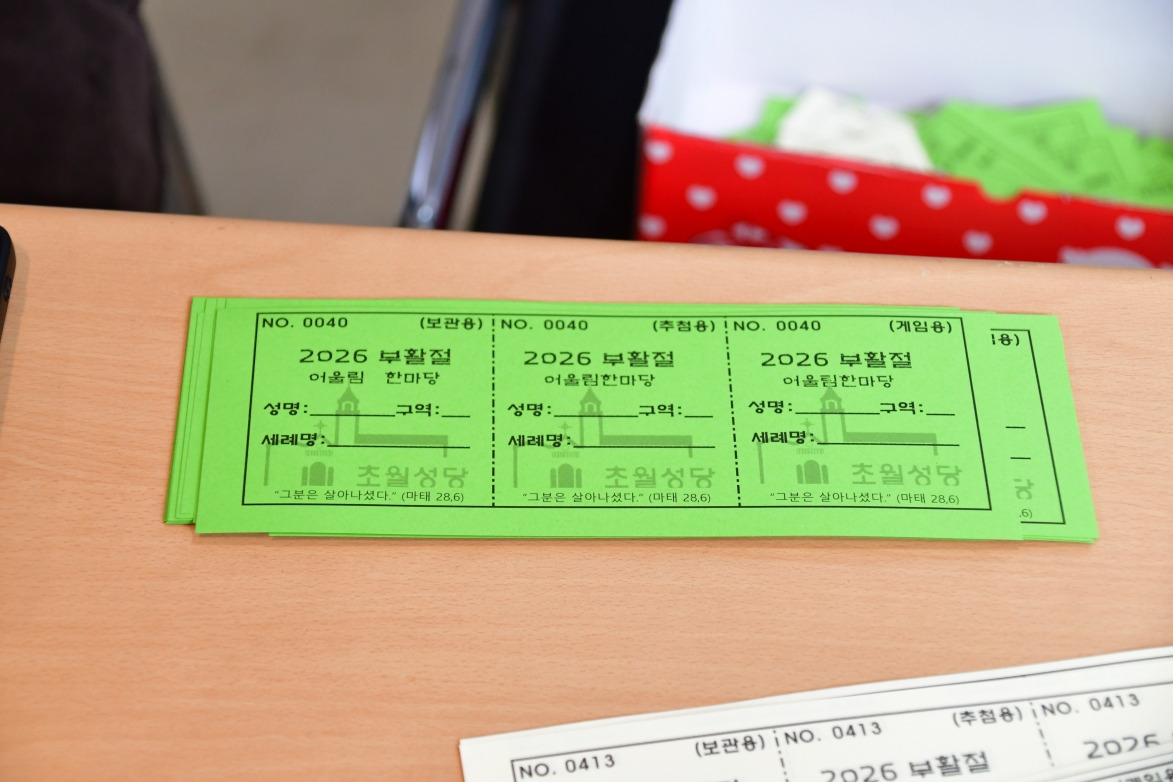 NO. 0040 (보관용)
2026 부활절
어울림 한마당
성명: 구역:
세례명:
초월성당
“그분은 살아나셨다.” (마태 28,6)
NO. 0040 (추첨용)
2026 부활절
어울림한마당
성명: 구역:
세례명:
초월성당
“그분은 살아나셨다.” (마태 28,6)
NO. 0040 (게임용)
2026 부활절
어울림한마당
성명: 구역:
세례명:
초월성당
“그분은 살아나셨다.” (마태 28,6)
용)
당
,6)
NO. 0413 (보관용)
NO. 0413 (추첨용)
2026 부활절
NO. 0413
2026